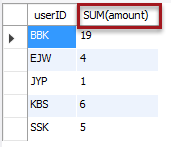 userID SUM(amount)
BBK 19
EJW 4
JYP 1
KBS 6
SSK 5